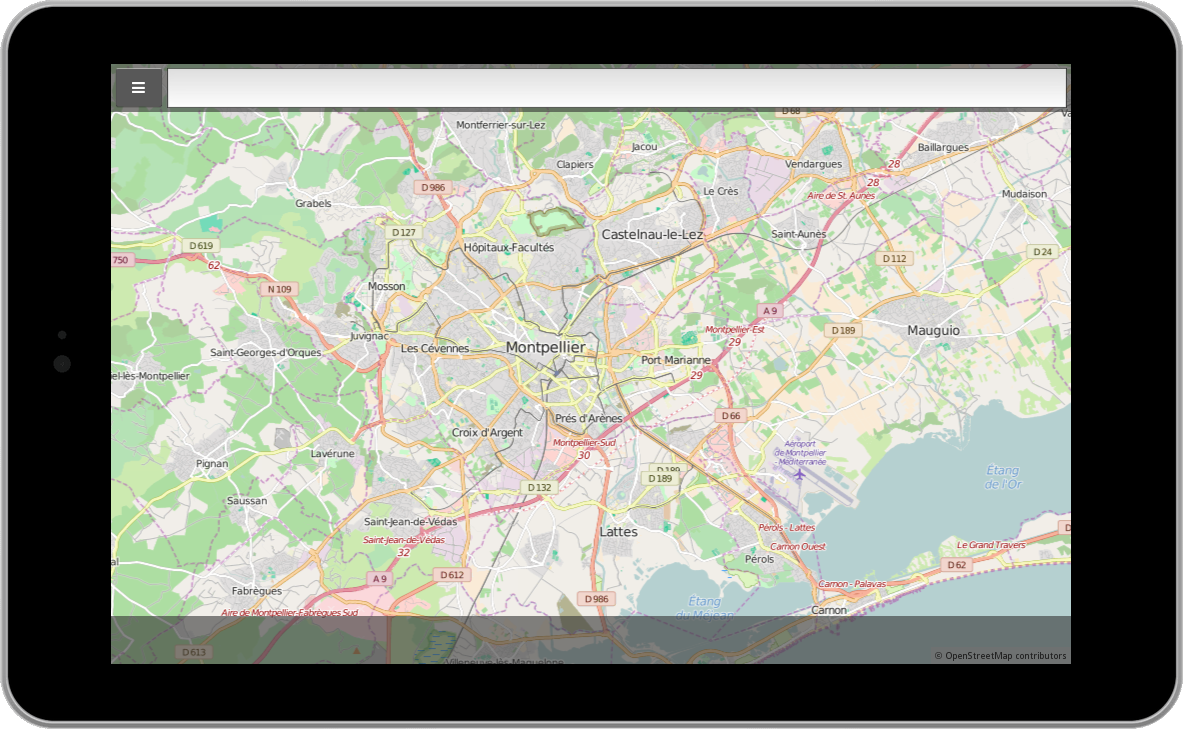 D 68
Va
Montferrier-sur-Lez
Jacou
Baillargues
Clapiers
Vendargues
28
28
D 986
Le Crès
Aire de St. Aunès
Mudaison
Grabels
D 127
Castelnau-le-Lez
Saint-Aunès
D 619
Hôpitaux-Facultés
D 24
750
62
D 112
N 109
Mosson
A 9
Montpellier-Est
29
D 189
Mauguio
Juvignac
Les Cévennes
Montpellier
Saint-Georges-d'Orques
Port Marianne
29
el-lès-Montpellier
D 66
Prés d'Arènes
Croix d'Argent
Montpellier-Sud
30
Aéroport
de Montpellier
Méditerranée
Lavérune
Pignan
D 189
D 189
Étang
de l'Or
D 132
Saussan
Saint-Jean-de-Védas
Lattes
Pérols - Lattes
D
Saint-Jean-de-Védas
32
Carnon Ouest
Le Grand Travers
al
Pérols
D 62
A 9
D 612
Carnon - Palavas
Fabrègues
D 986
Étang
du Méjean
Carnon
Aire de Montpellier-Fabrègues Sud
D 613
Villeneuve-lès-Maguelone
© OpenStreetMap contributors